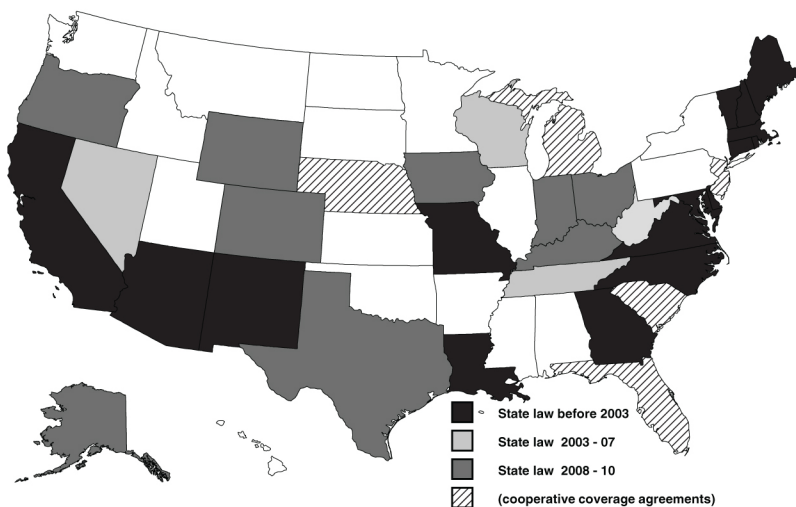 State law before 2003
State law 2003 - 07
State law 2008 - 10
(cooperative coverage agreements)